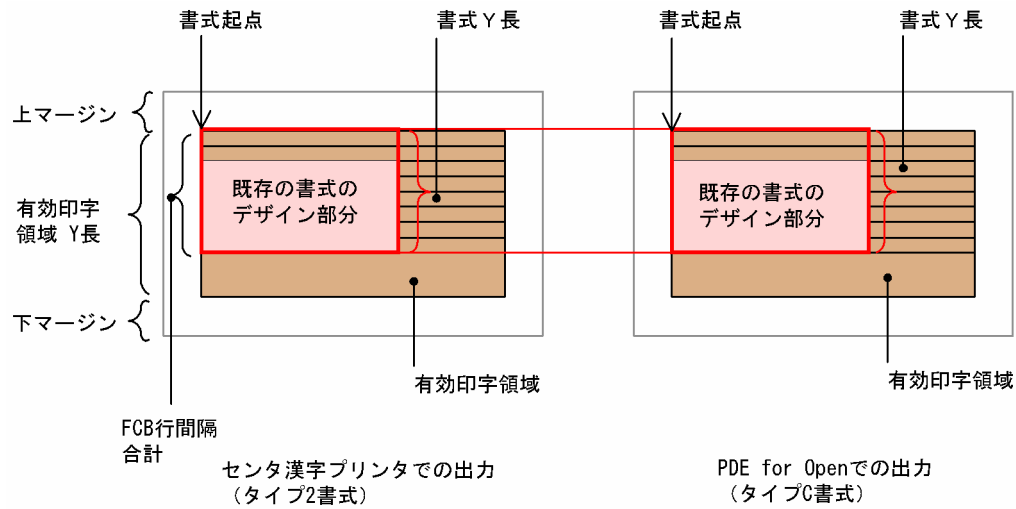 書式起点
書式Y長
書式起点
書式Y長
上マージン
有効印字
領域 Y長
下マージン
既存の書式の
デザイン部分
既存の書式の
デザイン部分
有効印字領域
有効印字領域
FCB行間隔
合計
センタ漢字プリンタでの出力
（タイプ2書式）
PDE for Openでの出力
（タイプC書式）